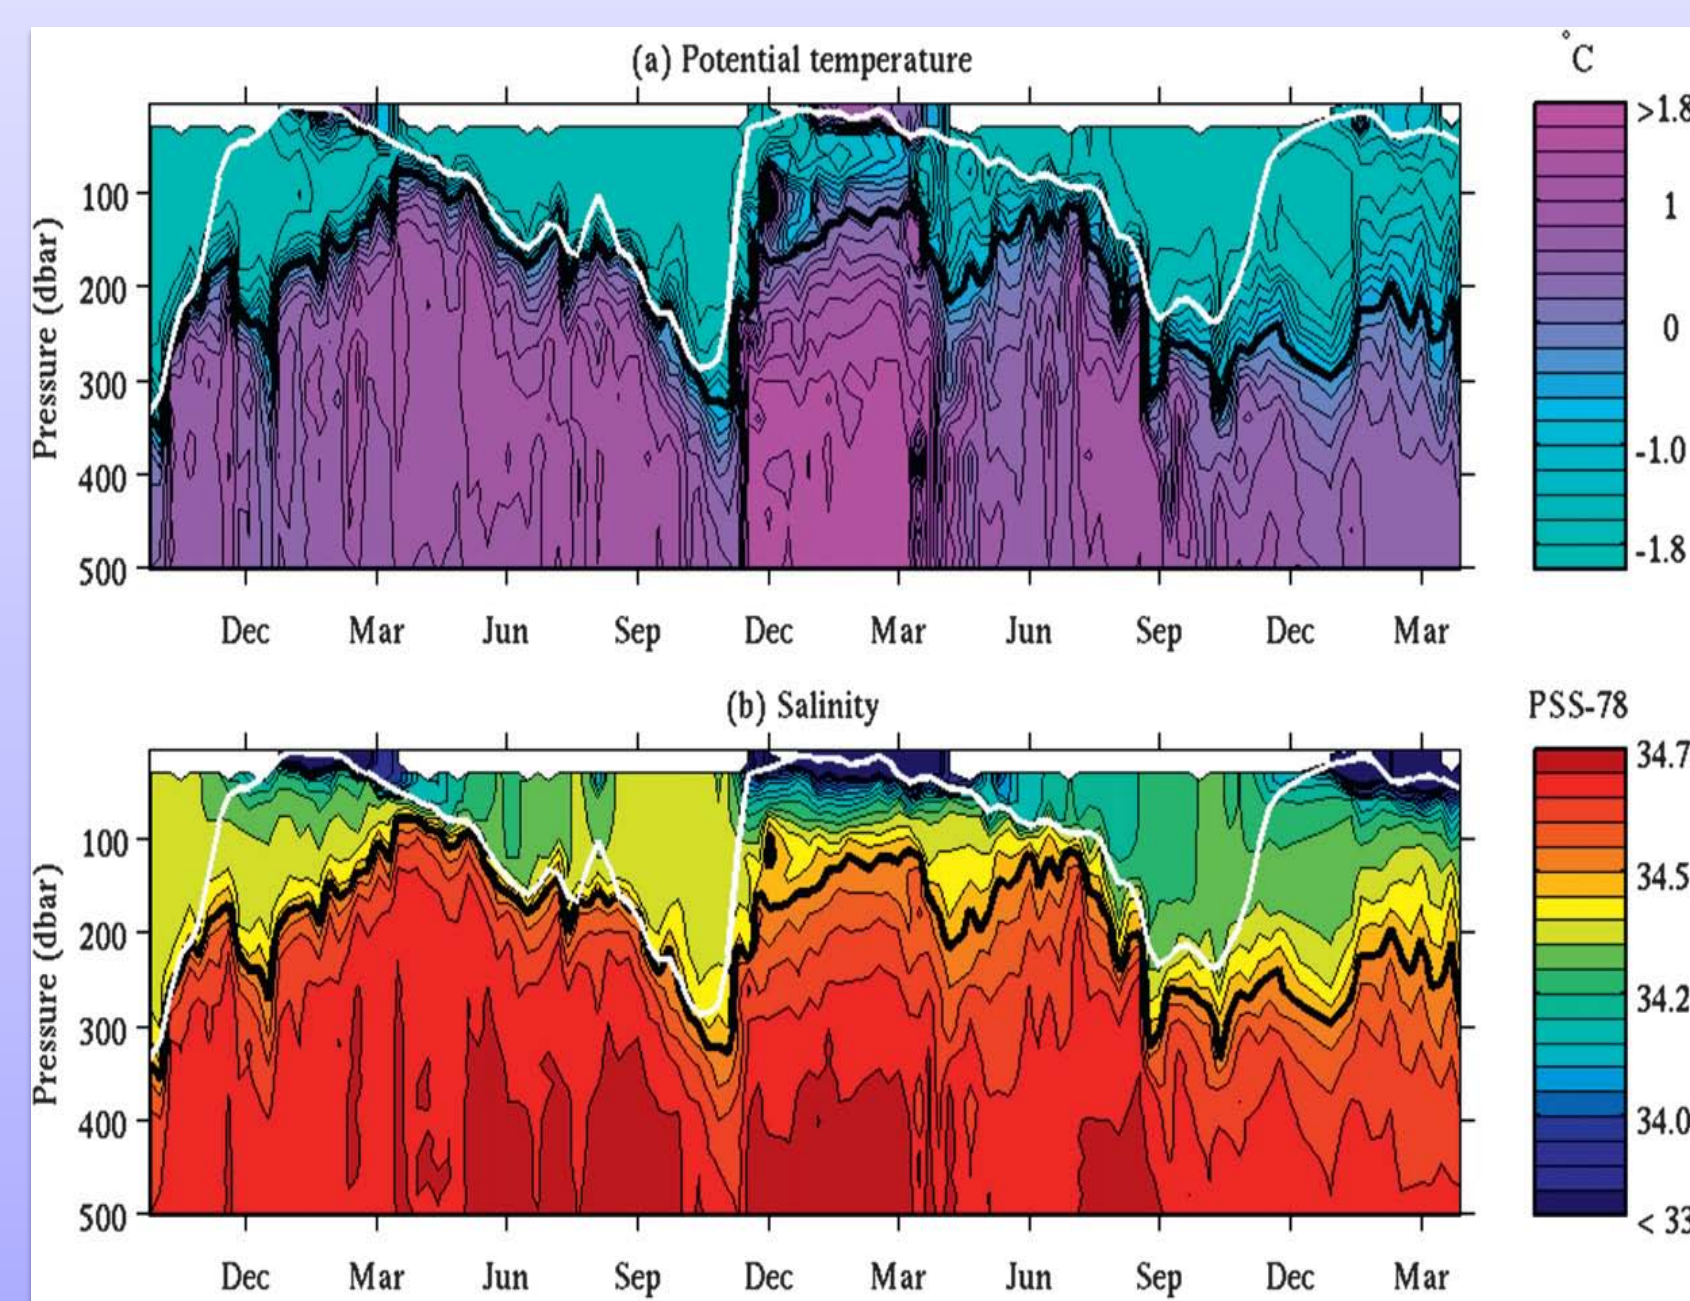 (a) Potential temperature
°C
Pressure (dbar)
100
200
300
400
500
>1.8
1
0
-1.0
-1.8
Dec Mar Jun Sep Dec Mar Jun Sep Dec Mar
(b) Salinity
PSS-78
Pressure (dbar)
100
200
300
400
500
34.7
34.5
34.2
34.0
< 33
Dec Mar Jun Sep Dec Mar Jun Sep Dec Mar